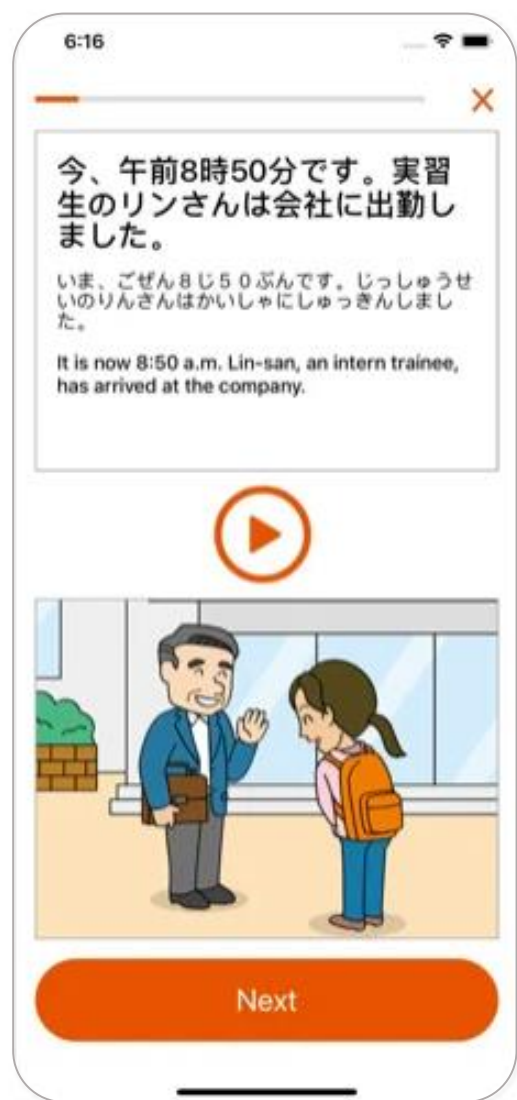 6:16
今、午前8時50分です。実習
生のリンさんは会社に出勤し
ました。
いま、ごぜん８じ５０ぷんです。じっしゅうせ
いのりんさんはかいしゃにしゅっきんしまし
た。
It is now 8:50 a.m. Lin-san, an intern trainee,
has arrived at the company.
Next